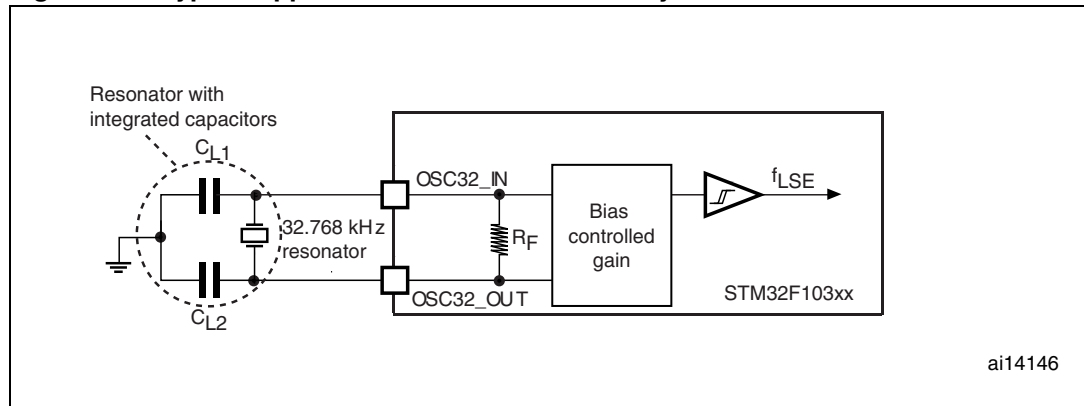 Resonator with
integrated capacitors
CL1
OSC32_IN
fLSE
32.768 kHz
resonator
RF
Bias
controlled
gain
OSC32_OUT
STM32F103xx
CL2
ai14146